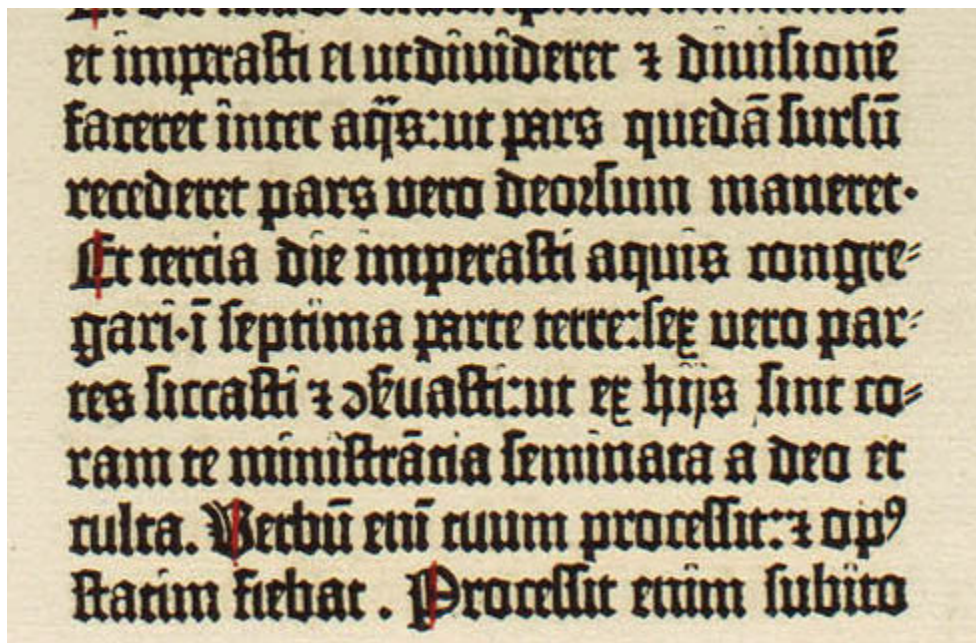 et imperasti ei ut divideret ⁊ divisionē
faceret inter aq̄s: ut pars quedā sursū
recederet pars vero deorsum maneret.
Et tercia die imperasti aquis congre-
gari. ī septima parte terre: sex vero par-
tes siccasti ⁊ ꝯẜuasti: ut ex hijs sint co-
ram te ministrātia seminata a deo et
culta. Verbū enī tuum processit: ⁊ opꝰ
statim fiebat. Processit enim subito